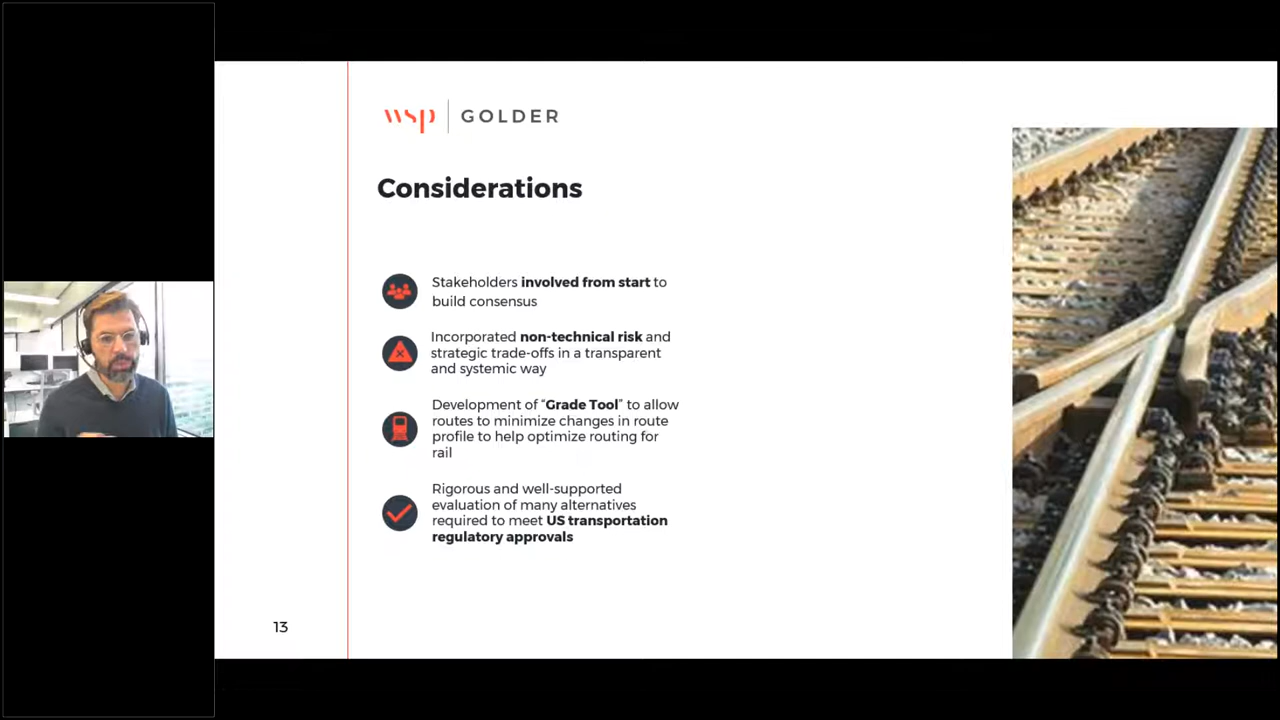 wsp | GOLDER
Considerations
Stakeholders involved from start to
build consensus
Incorporated non-technical risk and
strategic trade-offs in a transparent
and systemic way
Development of “Grade Tool” to allow
routes to minimize changes in route
profile to help optimize routing for
rail
Rigorous and well-supported
evaluation of many alternatives
required to meet US transportation
regulatory approvals
13